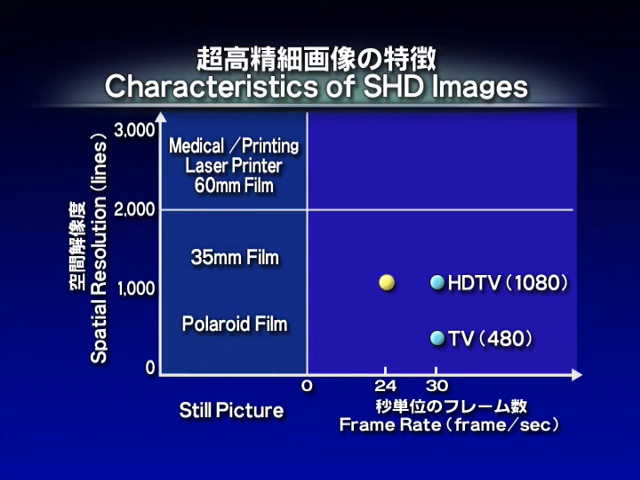 超高精細画像の特徴
Characteristics of SHD Images
空間解像度
Spatial Resolution (lines)
3,000
2,000
1,000
0
Medical /Printing
Laser Printer
60mm Film
35mm Film
Polaroid Film
HDTV (1080)
TV (480)
0
24
30
Still Picture
秒単位のフレーム数
Frame Rate (frame/sec)